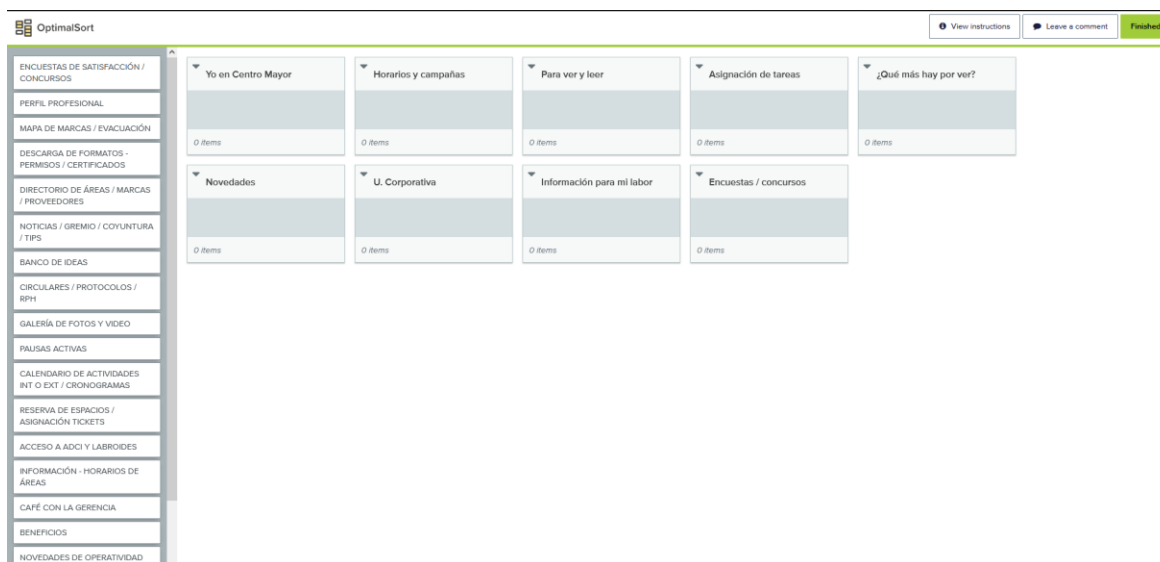 OptimalSort
View instructions
Leave a comment
Finished
ENCUESTAS DE SATISFACCIÓN /
CONCURSOS
PERFIL PROFESIONAL
MAPA DE MARCAS / EVACUACIÓN
DESCARGA DE FORMATOS -
PERMISOS / CERTIFICADOS
DIRECTORIO DE ÁREAS / MARCAS
/ PROVEEDORES
NOTICIAS / GREMIO / COYUNTURA
/ TIPS
BANCO DE IDEAS
CIRCULARES / PROTOCOLOS /
RPH
GALERÍA DE FOTOS Y VIDEO
PAUSAS ACTIVAS
CALENDARIO DE ACTIVIDADES
INT O EXT / CRONOGRAMAS
RESERVA DE ESPACIOS /
ASIGNACIÓN TICKETS
ACCESO A ADCI Y LABROIDES
INFORMACIÓN - HORARIOS DE
ÁREAS
CAFÉ CON LA GERENCIA
BENEFICIOS
NOVEDADES DE OPERATIVIDAD
Yo en Centro Mayor
0 items
Horarios y campañas
0 items
Para ver y leer
0 items
Asignación de tareas
0 items
¿Qué más hay por ver?
0 items
Novedades
0 items
U. Corporativa
0 items
Información para mi labor
0 items
Encuestas / concursos
0 items